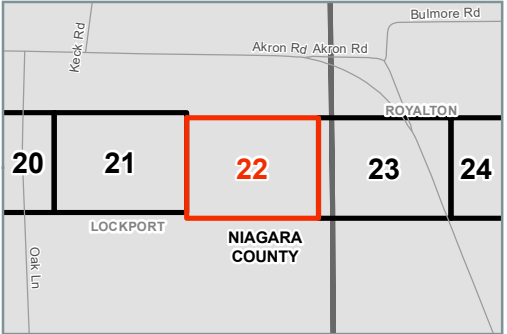 Bulmore Rd
Keck Rd
Akron Rd
Akron Rd
ROYALTON
20
21
22
23
24
LOCKPORT
NIAGARA
COUNTY
Oak Ln